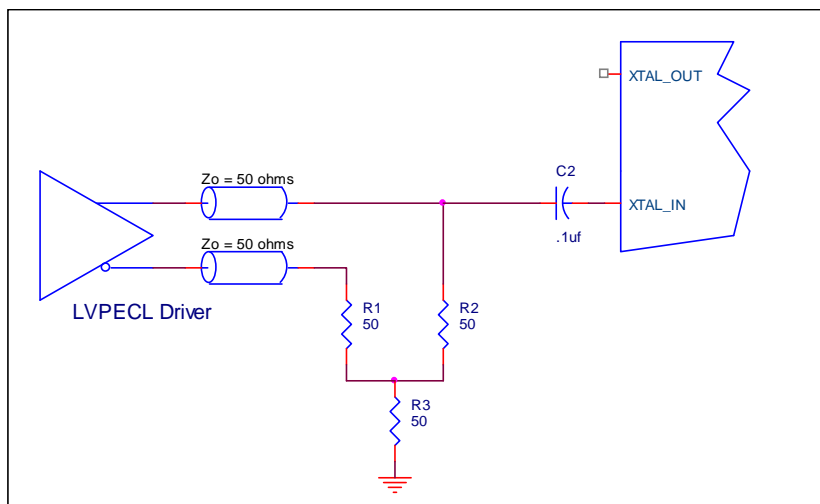 XTAL_OUT
C2
Zo = 50 ohms
XTAL_IN
.1uf
Zo = 50 ohms
LVPECL Driver
R1
50
R2
50
R3
50